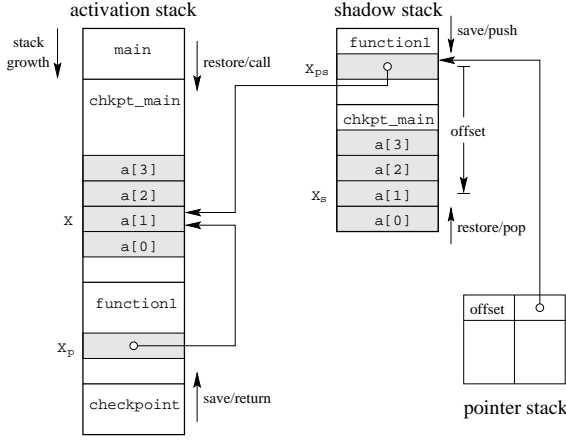 activation stack
shadow stack
stack
growth
main
restore/call
chkpt_main
a[3]
a[2]
X
a[1]
a[0]
function1
Xp
checkpoint
save/return
function1
save/push
Xps
offset
chkpt_main
a[3]
a[2]
Xs
a[1]
a[0]
restore/pop
offset
pointer stack